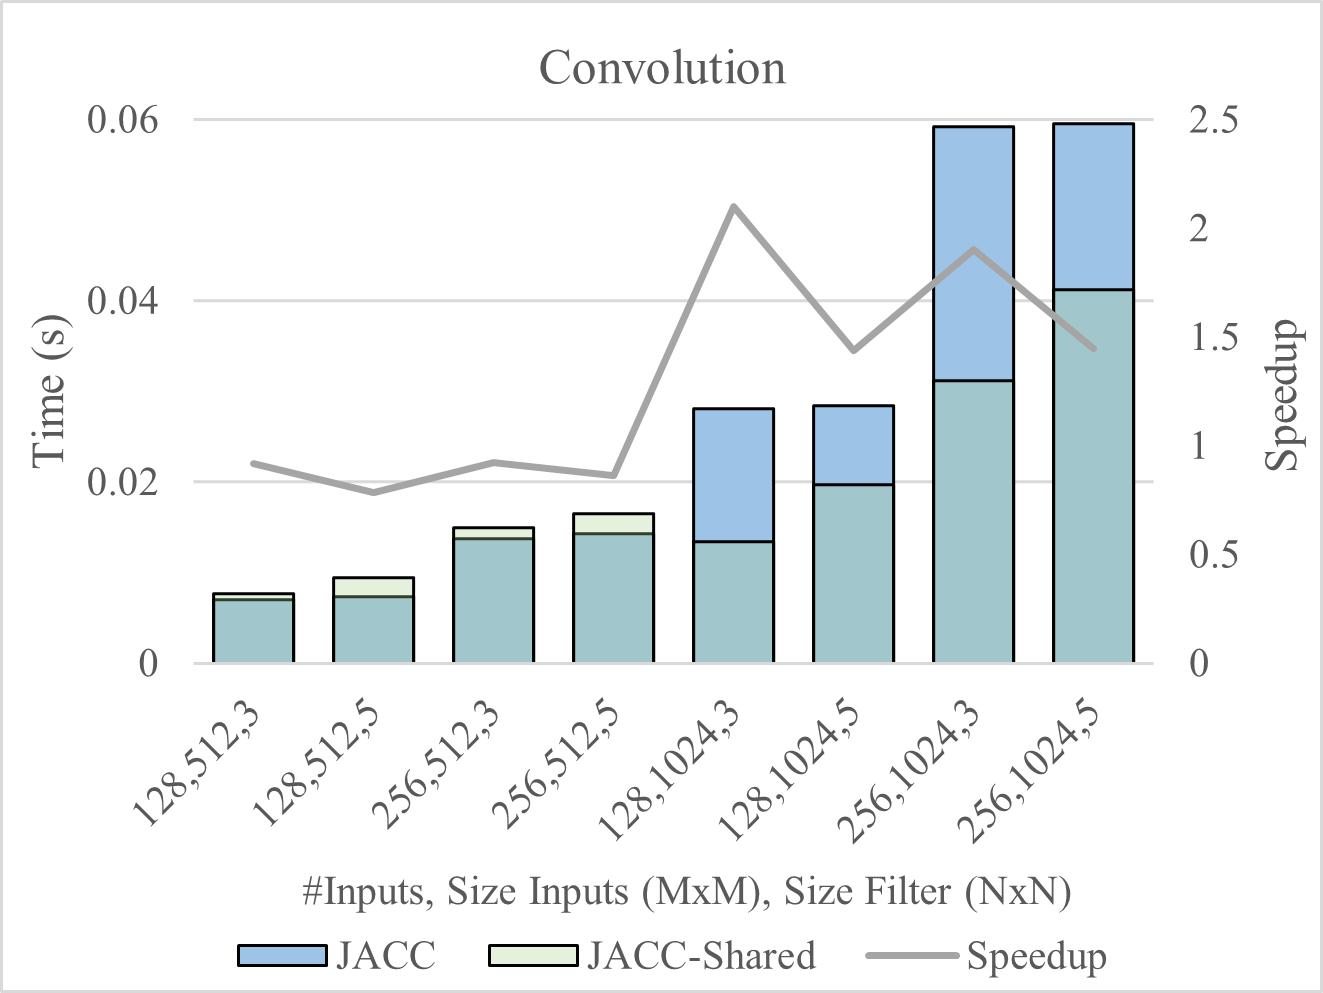 Convolution
0.06
0.04
0.02
0
Time (s)
2.5
2
1.5
1
0.5
0
Speedup
128,512,3
128,512,5
256,512,3
256,512,5
128,1024,3
128,1024,5
256,1024,3
256,1024,5
#Inputs, Size Inputs (MxM), Size Filter (NxN)
JACC
JACC-Shared
Speedup